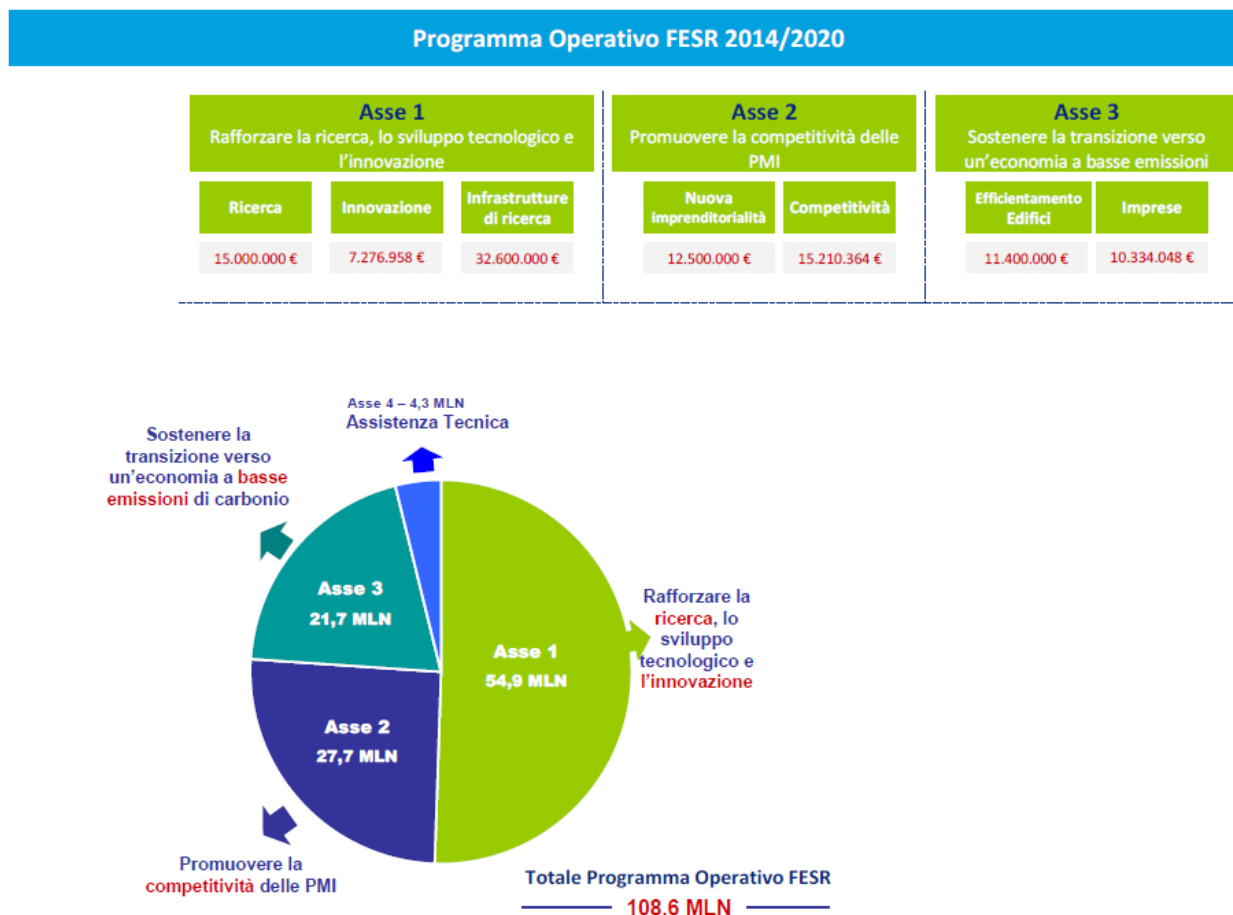 Programma Operativo FESR 2014/2020
Asse 1
Rafforzare la ricerca, lo sviluppo tecnologico e
l'innovazione
Asse 2
Promuovere la competitività delle
PMI
Asse 3
Sostenere la transizione verso
un'economia a basse emissioni
Ricerca
Innovazione
Infrastrutture
di ricerca
Nuova
imprenditorialità
Competitività
Efficientamento
Edifici
Imprese
15.000.000 €
7.276.958 €
32.600.000 €
12.500.000 €
15.210.364 €
11.400.000 €
10.334.048 €
Asse 4 – 4,3 MLN
Assistenza Tecnica
Sostenere la
transizione verso
un'economia a basse
emissioni di carbonio
Asse 3
21,7 MLN
Asse 1
54,9 MLN
Rafforzare la
ricerca, lo
sviluppo
tecnologico e
l'innovazione
Asse 2
27,7 MLN
Promuovere la
competitività delle PMI
Totale Programma Operativo FESR
108.6 MLN